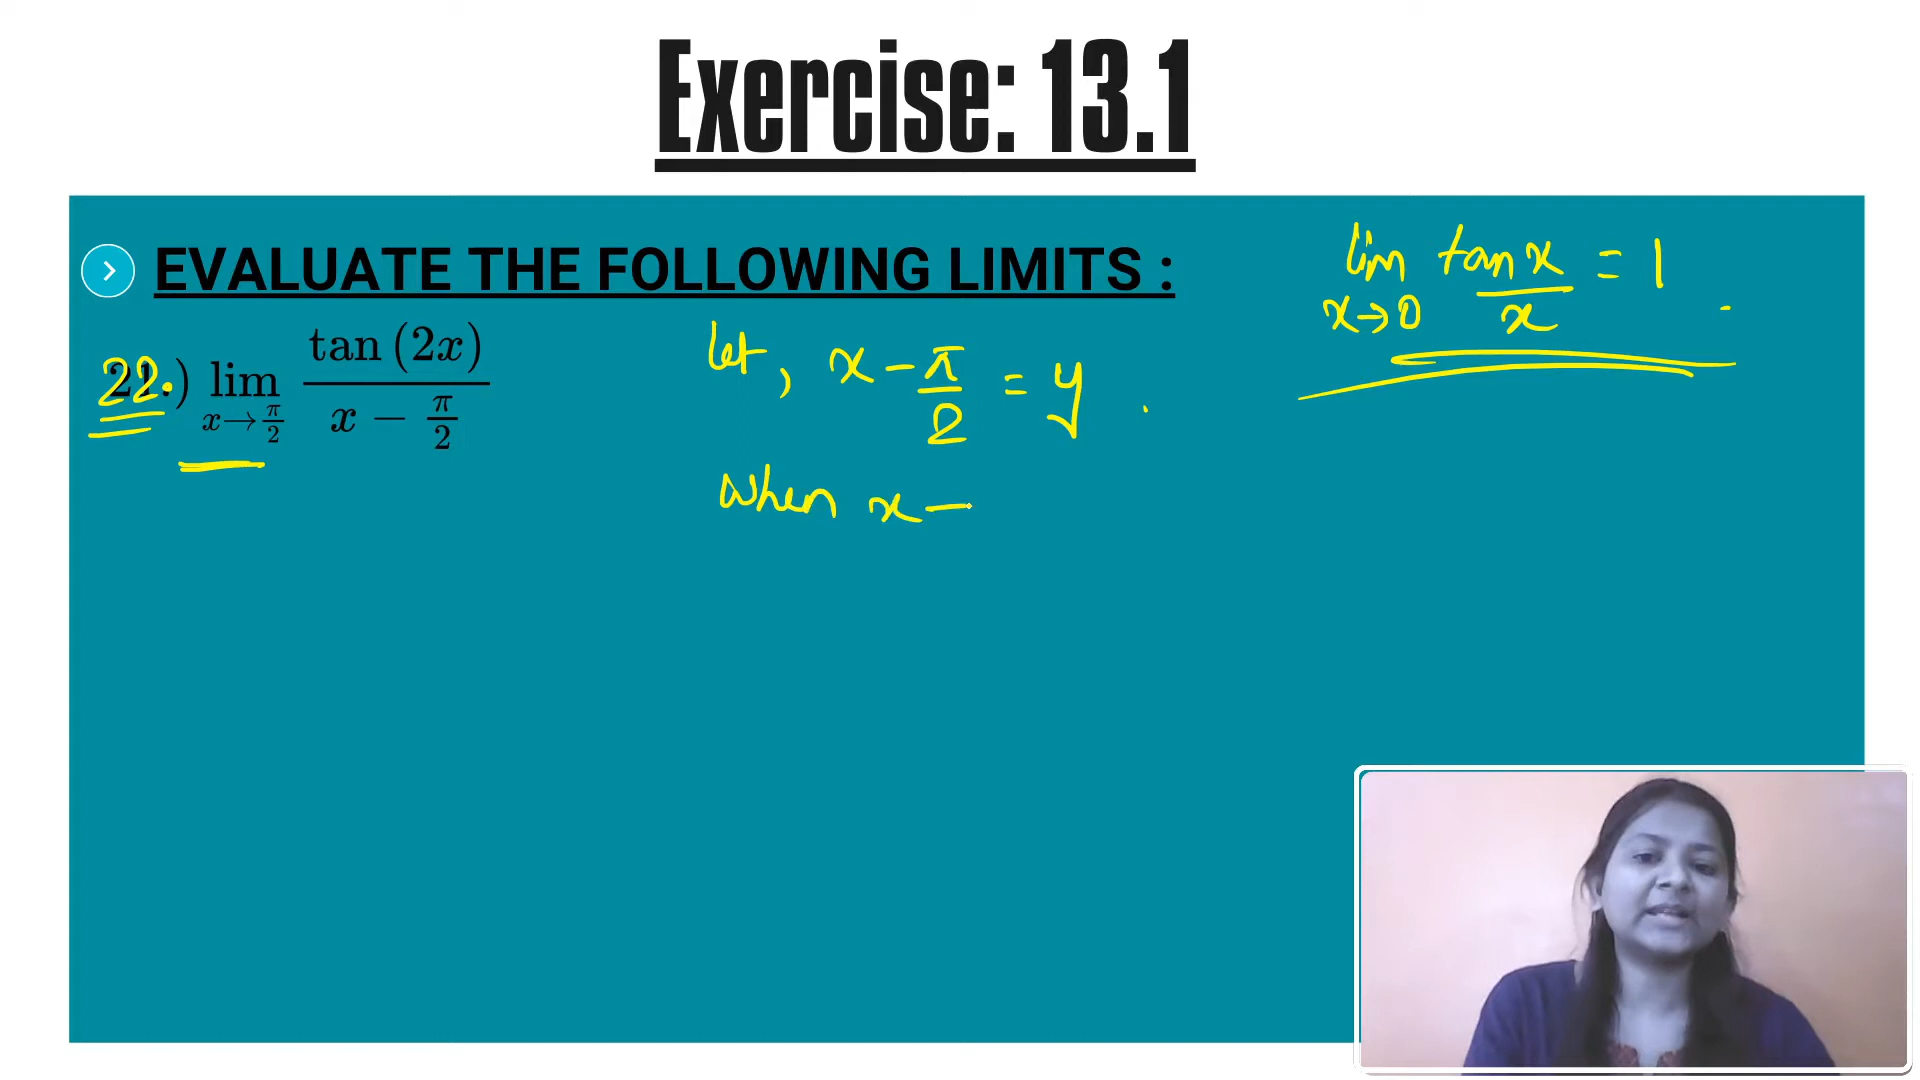 Exercise: 13.1
EVALUATE THE FOLLOWING LIMITS :
lim tan x / x = 1
x→0
22.) lim tan (2x) / x − π/2
x→π/2
let, x − π/2 = y .
when x −